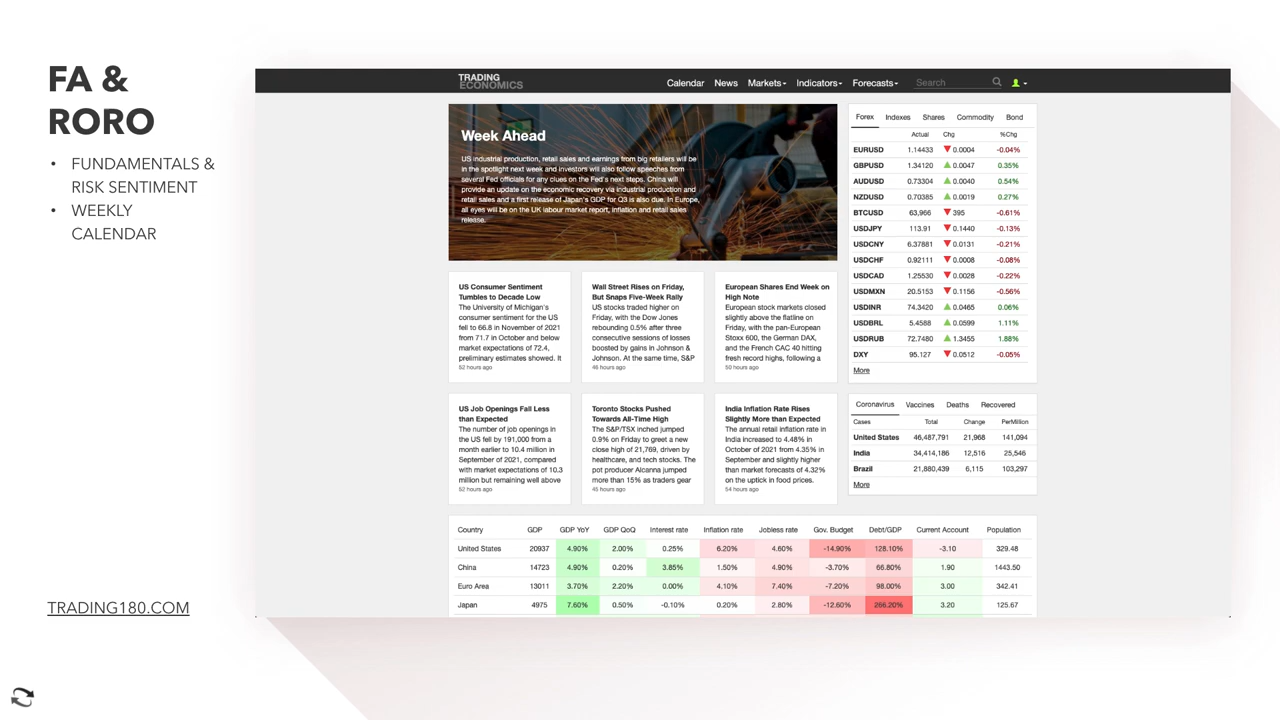 FA &
RORO
• FUNDAMENTALS &
RISK SENTIMENT
• WEEKLY
CALENDAR
TRADING180.COM
TRADING
ECONOMICS
Calendar News Markets Indicators Forecasts Search
Week Ahead
US industrial production, retail sales and earnings from big retailers will be
in the spotlight next week and investors will also follow speeches from
several Fed officials for any clues on the Fed's next steps. China will
provide an update on the economic recovery via industrial production and
retail sales and a first release of Japan's GDP for Q3 is also due. In Europe,
all eyes will be on the UK labour market report, inflation and retail sales
release.
US Consumer Sentiment
Tumbles to Decade Low
The University of Michigan's
consumer sentiment for the US
fell to 66.8 in November of 2021
from 71.7 in October and below
market expectations of 72.4,
preliminary estimates showed. It
52 hours ago
Wall Street Rises on Friday,
But Snaps Five-Week Rally
US stocks traded higher on
Friday, with the Dow Jones
rebounding 0.5% after three
consecutive sessions of losses
boosted by gains in Johnson &
Johnson. At the same time, S&P
46 hours ago
European Shares End Week on
High Note
European stock markets closed
slightly above the flatline on
Friday, with the pan-European
Stoxx 600, the German DAX,
and the French CAC 40 hitting
fresh record highs, following a
50 hours ago
US Job Openings Fall Less
than Expected
The number of job openings in
the US fell by 191,000 from a
month earlier to 10.4 million in
September of 2021, compared
with market expectations of 10.3
million but remaining well above
52 hours ago
Toronto Stocks Pushed
Towards All-Time High
The S&P/TSX inched jumped
0.9% on Friday to greet a new
close high of 21,769, driven by
healthcare, and tech stocks. The
pot producer Alcanna jumped
more than 15% as traders gear
45 hours ago
India Inflation Rate Rises
Slightly More than Expected
The annual retail inflation rate in
India increased to 4.48% in
October of 2021 from 4.35% in
September and slightly higher
than market forecasts of 4.32%
on the uptick in food prices.
54 hours ago
Forex Indexes Shares Commodity Bond
Actual Chg %Chg
EURUSD 1.14433 ▼ 0.0004 -0.04%
GBPUSD 1.34120 ▲ 0.0047 0.35%
AUDUSD 0.73304 ▲ 0.0040 0.54%
NZDUSD 0.70385 ▲ 0.0019 0.27%
BTCUSD 63,966 ▼ 395 -0.61%
USDJPY 113.91 ▼ 0.1440 -0.13%
USDCNY 6.37881 ▼ 0.0131 -0.21%
USDCHF 0.92111 ▼ 0.0008 -0.08%
USDCAD 1.25530 ▼ 0.0028 -0.22%
USDMXN 20.5153 ▼ 0.1156 -0.56%
USDINR 74.3420 ▲ 0.0465 0.06%
USDBRL 5.4588 ▲ 0.0599 1.11%
USDRUB 72.7480 ▲ 1.3455 1.88%
DXY 95.127 ▼ 0.0512 -0.05%
More
Coronavirus Vaccines Deaths Recovered
Cases Total Change PerMillion
United States 46,487,791 21,968 141,094
India 34,414,186 12,516 25,546
Brazil 21,880,439 6,115 103,297
More
Country GDP GDP YoY GDP QoQ Interest rate Inflation rate Jobless rate Gov. Budget Debt/GDP Current Account Population
United States 20937 4.90% 2.00% 0.25% 6.20% 4.60% -14.90% 128.10% -3.10 329.48
China 14723 4.90% 0.20% 3.85% 1.50% 4.90% -3.70% 66.80% 1.90 1443.50
Euro Area 13011 3.70% 2.20% 0.00% 4.10% 7.40% -7.20% 98.00% 3.00 342.41
Japan 4975 7.60% 0.50% -0.10% 0.20% 2.80% -12.60% 266.20% 3.20 125.67